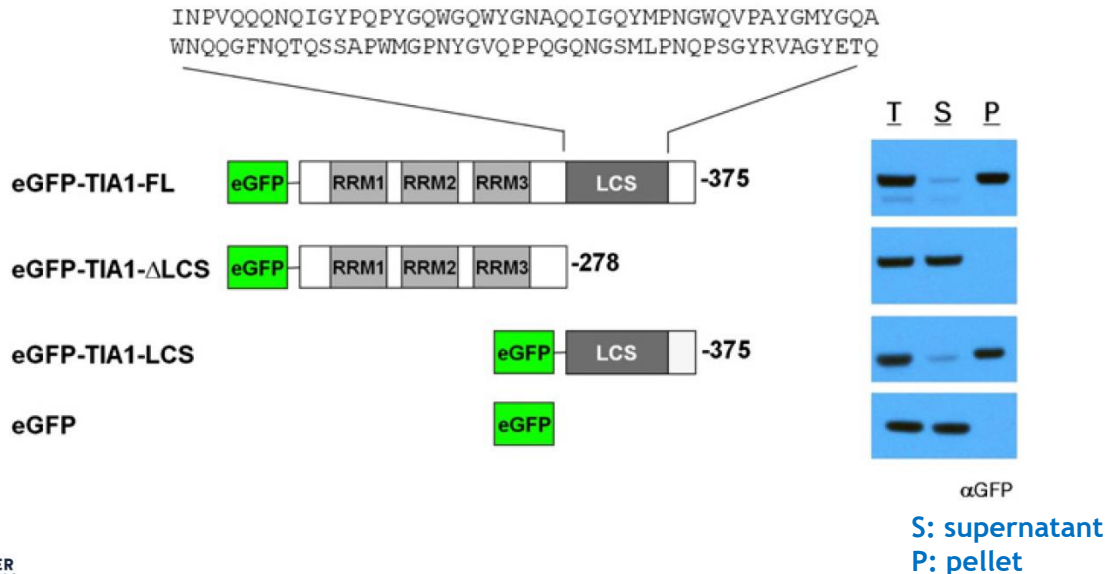 INPVQQQNQIGYPQPYGQWGQWYGNAQQIGQYMPNGWQVPAYGMYGQA
WNQQGFNQTQSSAPWMGPNYGVQPPQGQNGSMLPNQPSGYRVAGYETQ
T S P
eGFP-TIA1-FL eGFP RRM1 RRM2 RRM3 LCS -375
eGFP-TIA1-ΔLCS eGFP RRM1 RRM2 RRM3 -278
eGFP-TIA1-LCS eGFP LCS -375
eGFP eGFP
αGFP
S: supernatant
P: pellet
ER